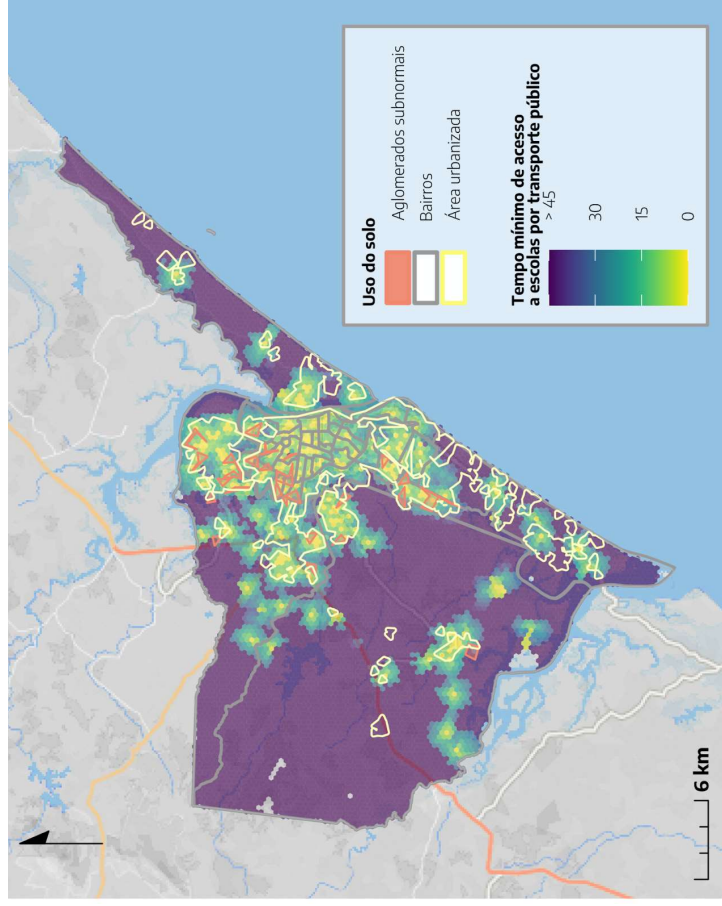 Uso do solo
Aglomerados subnormais
Bairros
Área urbanizada
Tempo mínimo de acesso
a escolas por transporte público
> 45
30
15
0
6 km